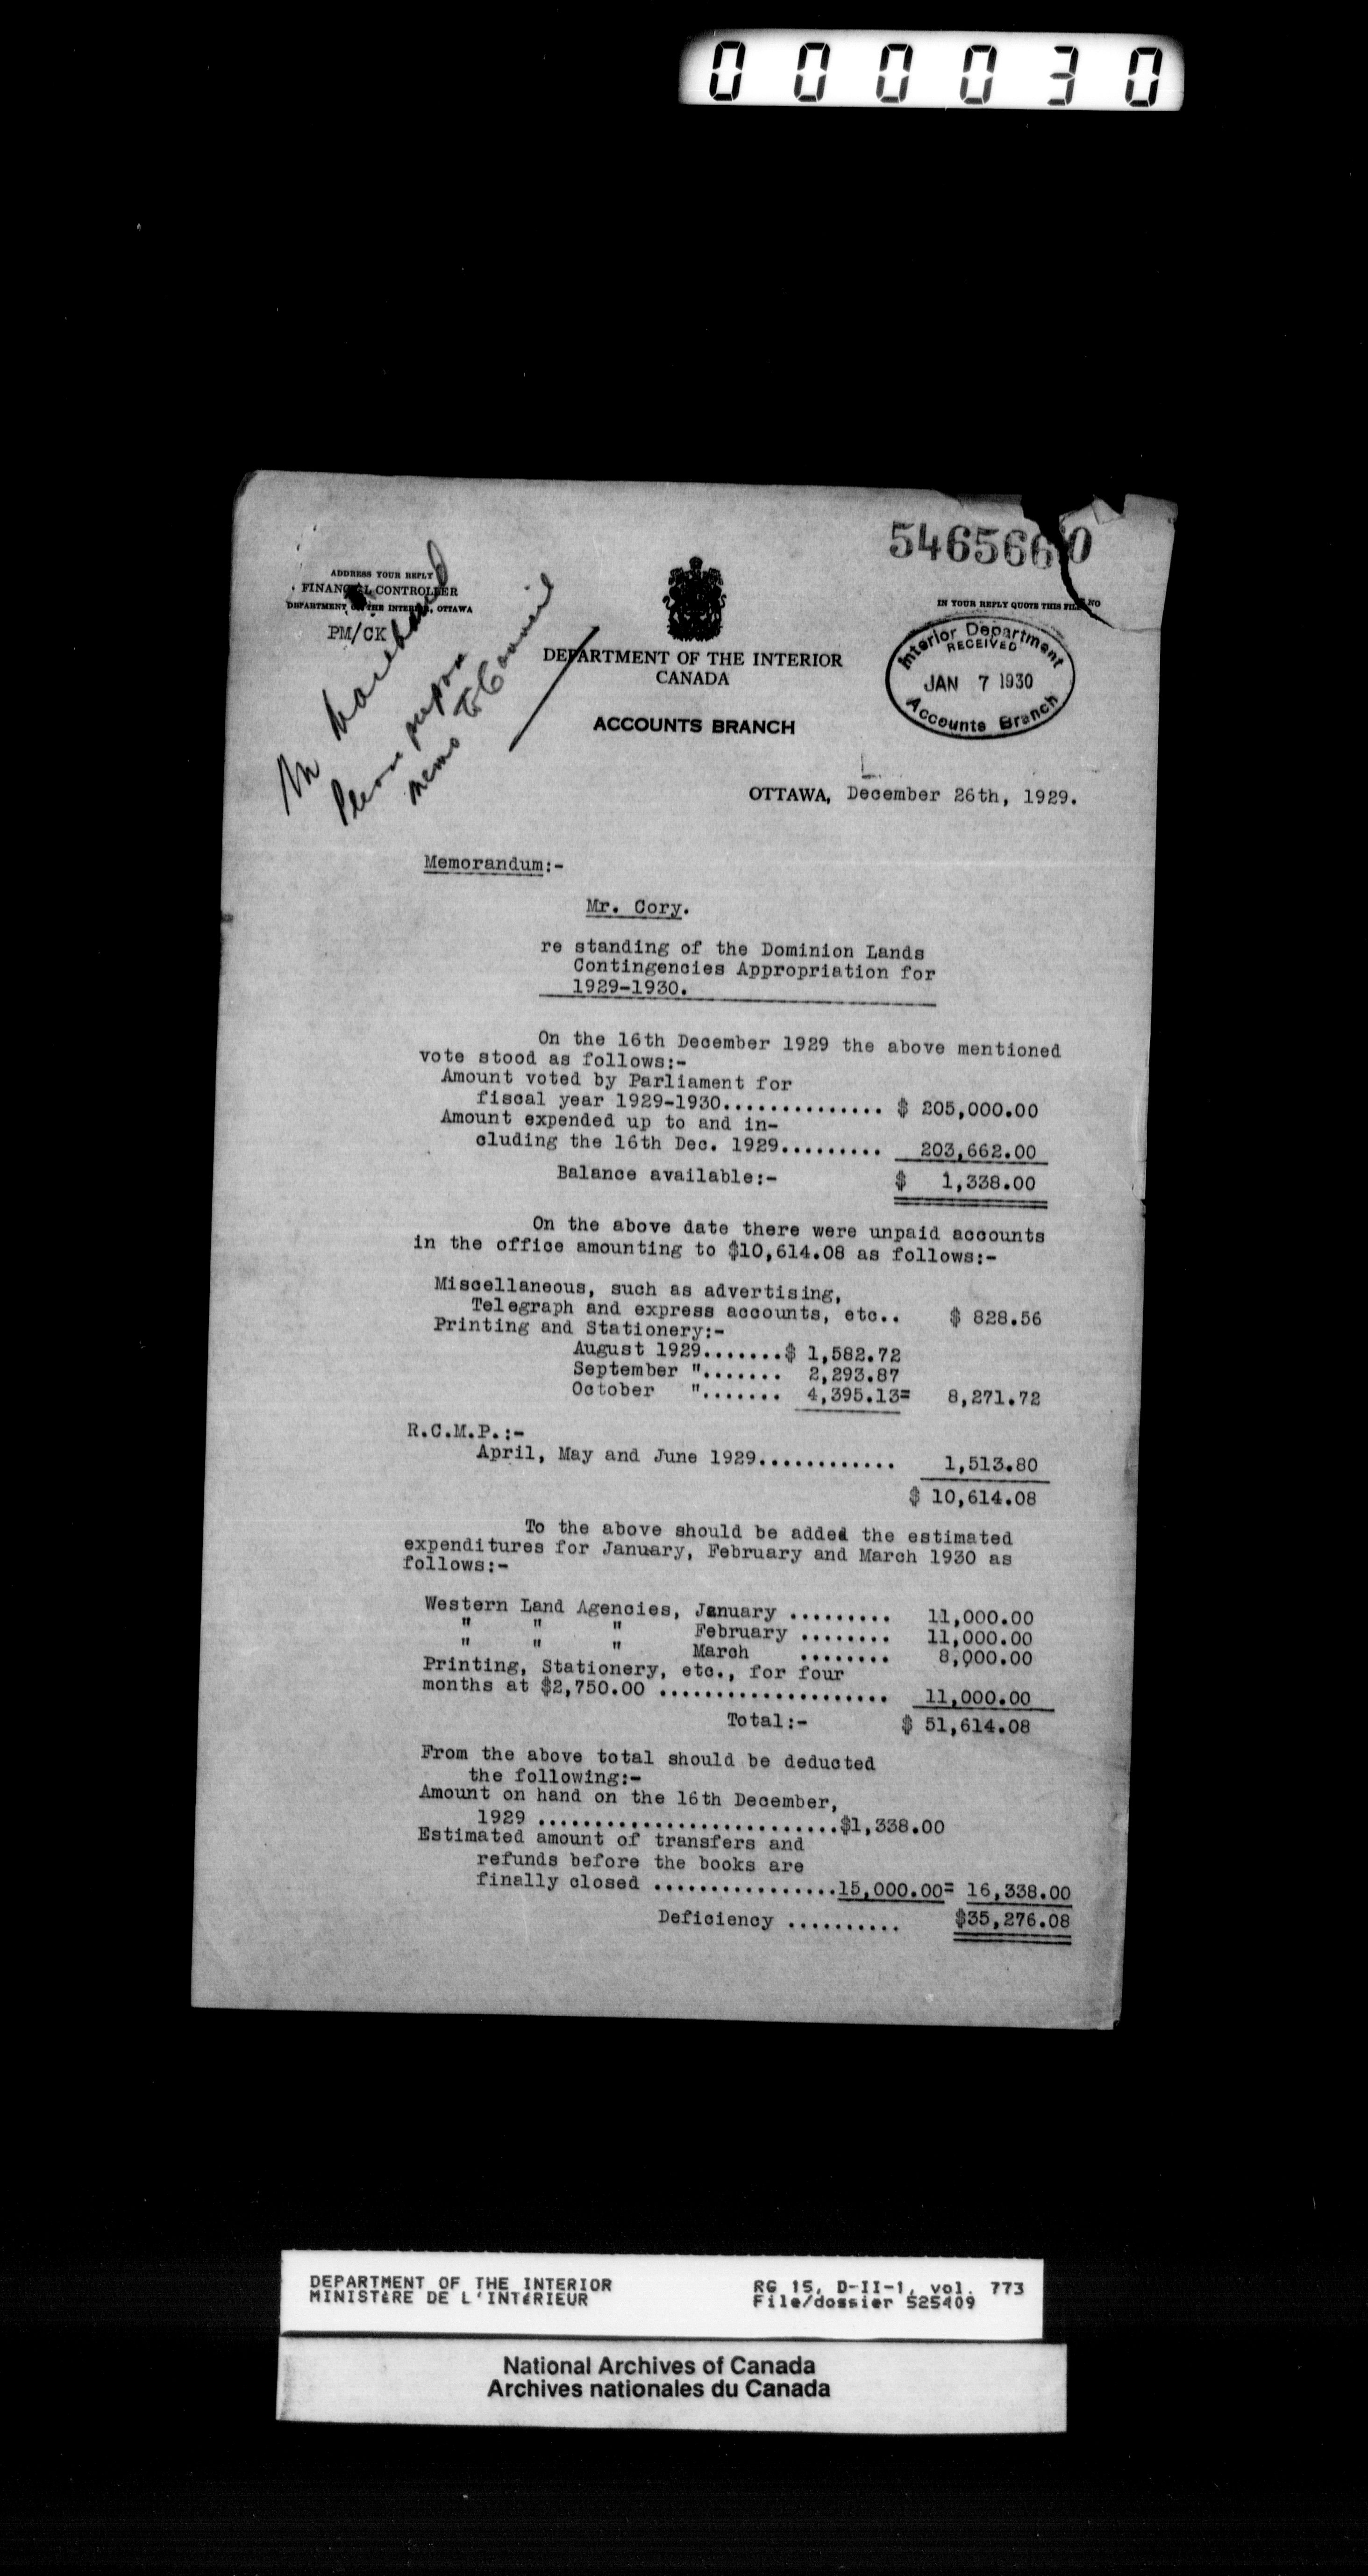 000030
5465660
ADDRESS YOUR REPLY
FINANCIAL CONTROLLER
DEPARTMENT OF THE INTERIOR, OTTAWA
PM/CK
IN YOUR REPLY QUOTE THIS FILE NO
Please prepare
memo to Council
DEPARTMENT OF THE INTERIOR
CANADA
ACCOUNTS BRANCH
Interior Department
RECEIVED
JAN 7 1930
Accounts Branch
OTTAWA, December 26th, 1929.
Memorandum:-
Mr. Cory.
re standing of the Dominion Lands
Contingencies Appropriation for
1929-1930.
On the 16th December 1929 the above mentioned
vote stood as follows:-
Amount voted by Parliament for
fiscal year 1929-1930.............. $ 205,000.00
Amount expended up to and in-
cluding the 16th Dec. 1929......... 203,662.00
Balance available:- $ 1,338.00
On the above date there were unpaid accounts
in the office amounting to $10,614.08 as follows:-
Miscellaneous, such as advertising,
Telegraph and express accounts, etc.. $ 828.56
Printing and Stationery:-
August 1929.......$ 1,582.72
September "....... 2,293.87
October "....... 4,395.13= 8,271.72
R.C.M.P.:-
April, May and June 1929............ 1,513.80
$ 10,614.08
To the above should be added the estimated
expenditures for January, February and March 1930 as
follows:-
Western Land Agencies, January ......... 11,000.00
" " " February ........ 11,000.00
" " " March ........ 8,000.00
Printing, Stationery, etc., for four
months at $2,750.00 .................... 11,000.00
Total:- $ 51,614.08
From the above total should be deducted
the following:-
Amount on hand on the 16th December,
1929 ..........................$1,338.00
Estimated amount of transfers and
refunds before the books are
finally closed ................15,000.00= 16,338.00
Deficiency .......... $35,276.08
DEPARTMENT OF THE INTERIOR
MINISTÈRE DE L'INTÉRIEUR
RG 15, D-II-1, vol. 773
File/dossier 525409
National Archives of Canada
Archives nationales du Canada